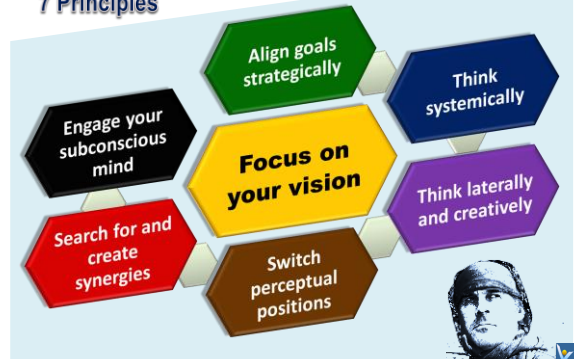 7 Principles
Align goals
strategically
Think
systemically
Engage your
subconscious
mind
Focus on
your vision
Think laterally
and creatively
Search for and
create
synergies
Switch
perceptual
positions